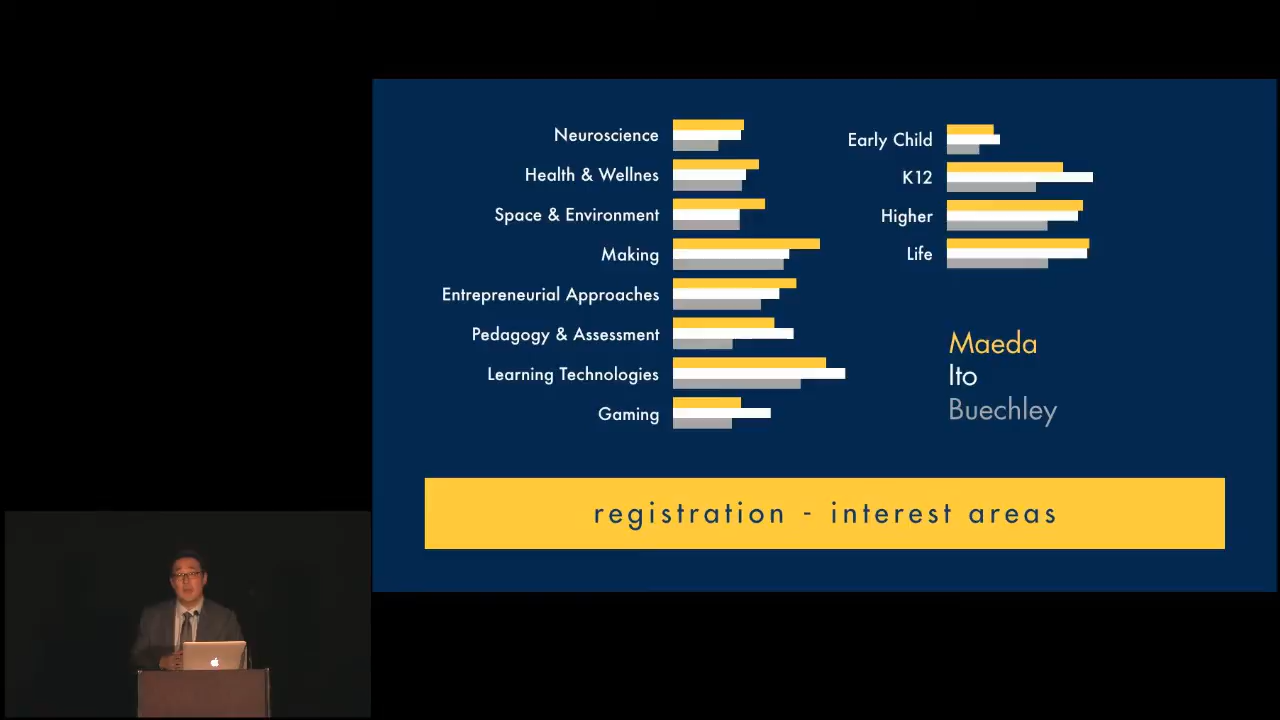 Neuroscience
Health & Wellnes
Space & Environment
Making
Entrepreneurial Approaches
Pedagogy & Assessment
Learning Technologies
Gaming
Early Child
K12
Higher
Life
Maeda
Ito
Buechley
registration - interest areas